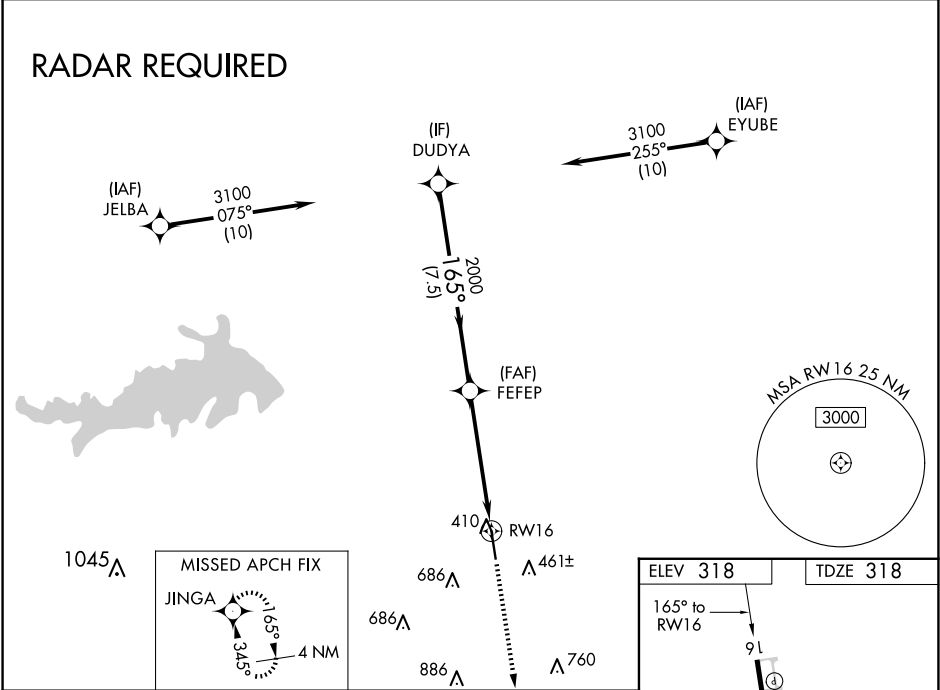 RADAR REQUIRED
(IAF)
EYUBE
3100
255°
(10)
(IF)
DUDYA
(IAF)
JELBA
3100
075°
(10)
2000
165°
(7.5)
(FAF)
FEFEP
MSA RW16 25 NM
3000
410
RW16
1045
461±
686
686
886
760
MISSED APCH FIX
JINGA
165°
345°
4 NM
ELEV 318
TDZE 318
165° to
RW16
16
P